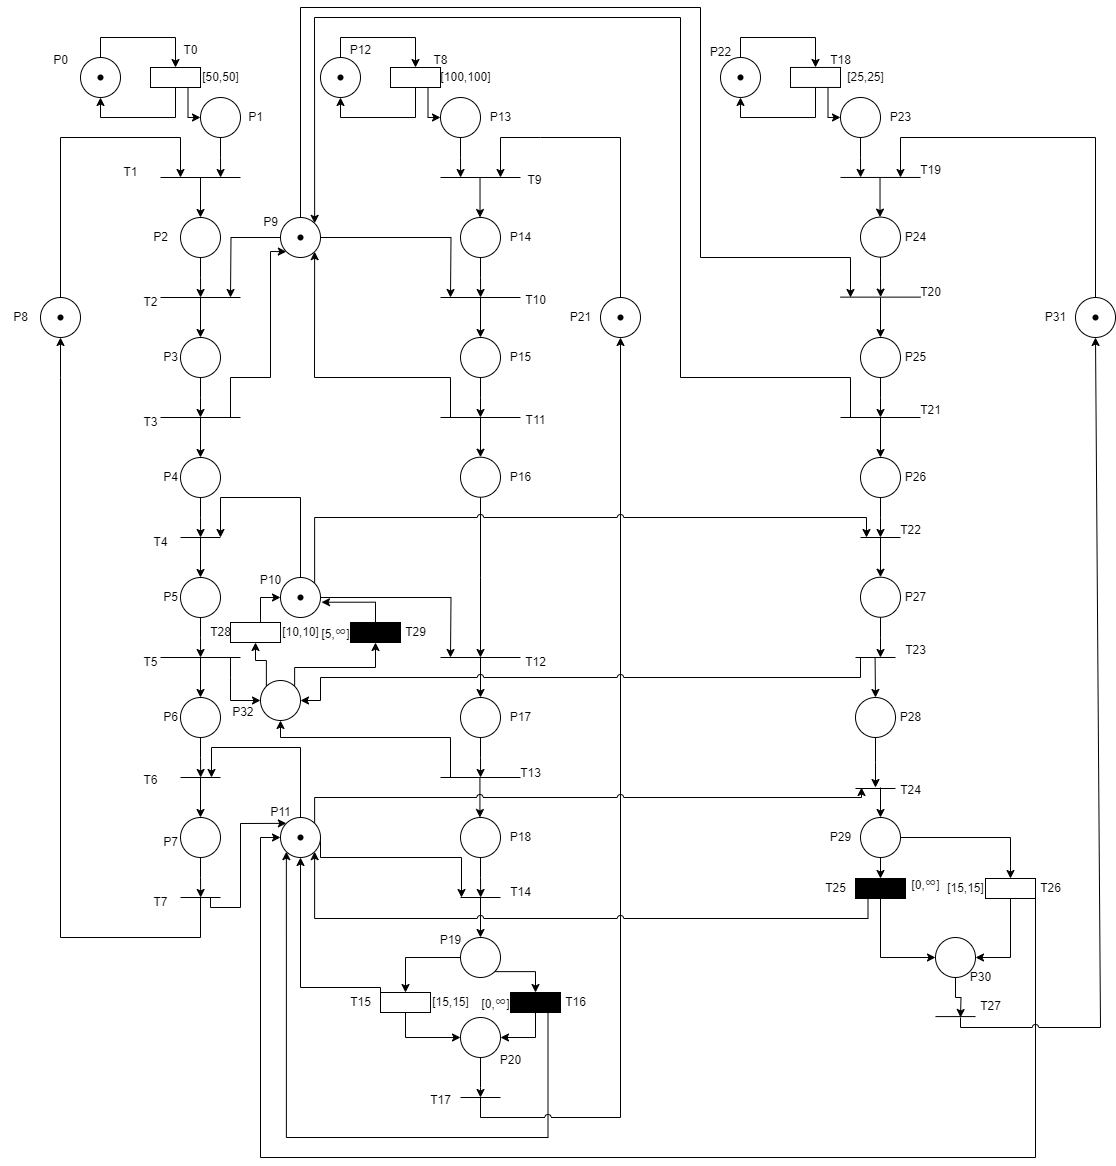 P0
T0
[50,50]
P12
T8
[100,100]
P22
T18
[25,25]
P1
P13
P23
T1
T9
T19
P2
P9
P14
P24
T2
T10
T20
P8
P21
P31
P3
P15
P25
T3
T11
T21
P4
P16
P26
T4
T22
P5
P10
P27
T28
[10,10]
[5,∞]
T29
T5
T12
T23
P6
P32
P17
P28
T6
T13
T24
P7
P11
P18
P29
T7
T14
T25
[0,∞]
[15,15]
T26
P19
P30
T15
[15,15]
[0,∞]
T16
T27
P20
T17